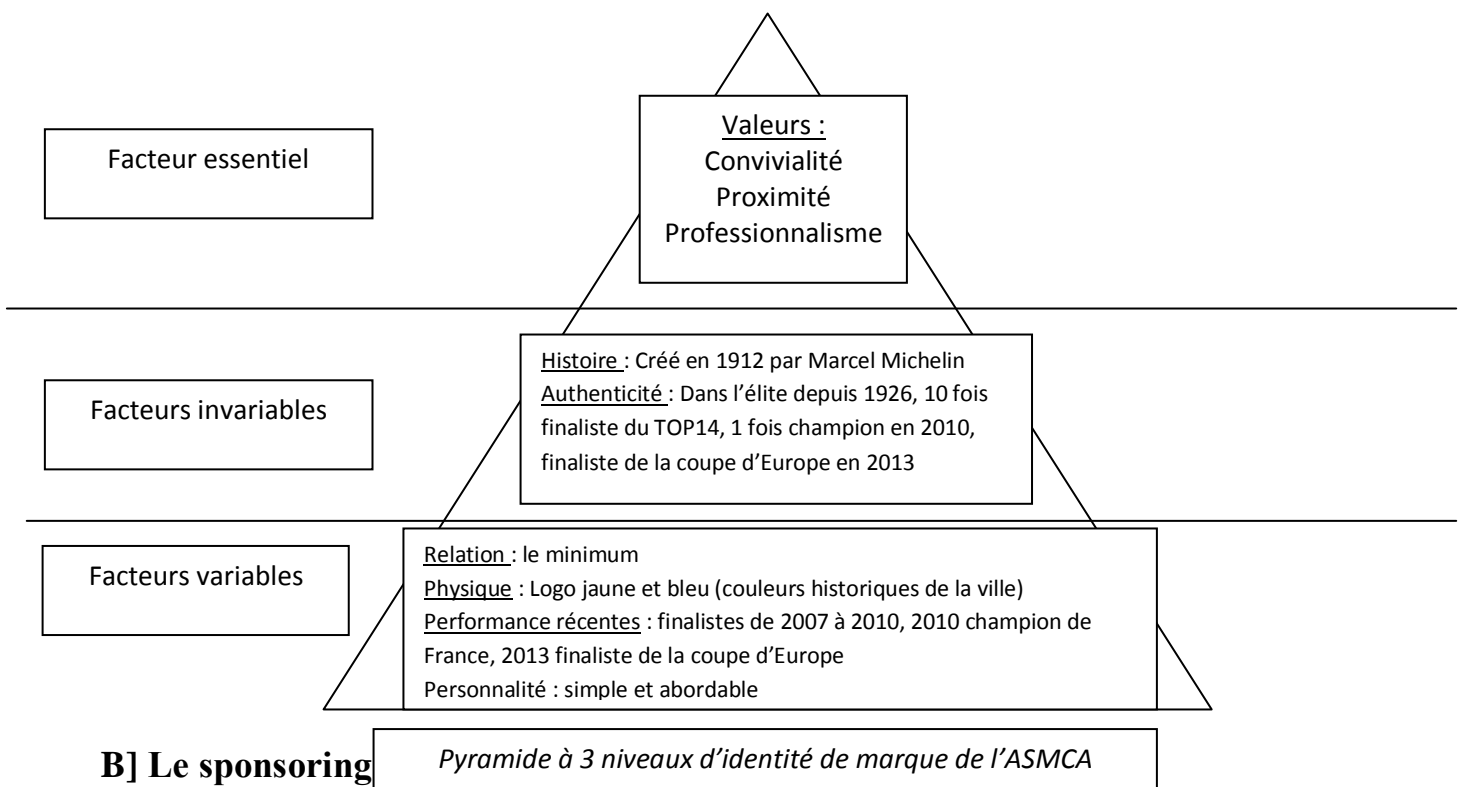 Facteur essentiel
Valeurs :
Convivialité
Proximité
Professionnalisme
Facteurs invariables
Histoire : Créé en 1912 par Marcel Michelin
Authenticité : Dans l’élite depuis 1926, 10 fois
finaliste du TOP14, 1 fois champion en 2010,
finaliste de la coupe d’Europe en 2013
Facteurs variables
Relation : le minimum
Physique : Logo jaune et bleu (couleurs historiques de la ville)
Performance récentes : finalistes de 2007 à 2010, 2010 champion de
France, 2013 finaliste de la coupe d’Europe
Personnalité : simple et abordable
B] Le sponsoring
Pyramide à 3 niveaux d’identité de marque de l’ASMCA